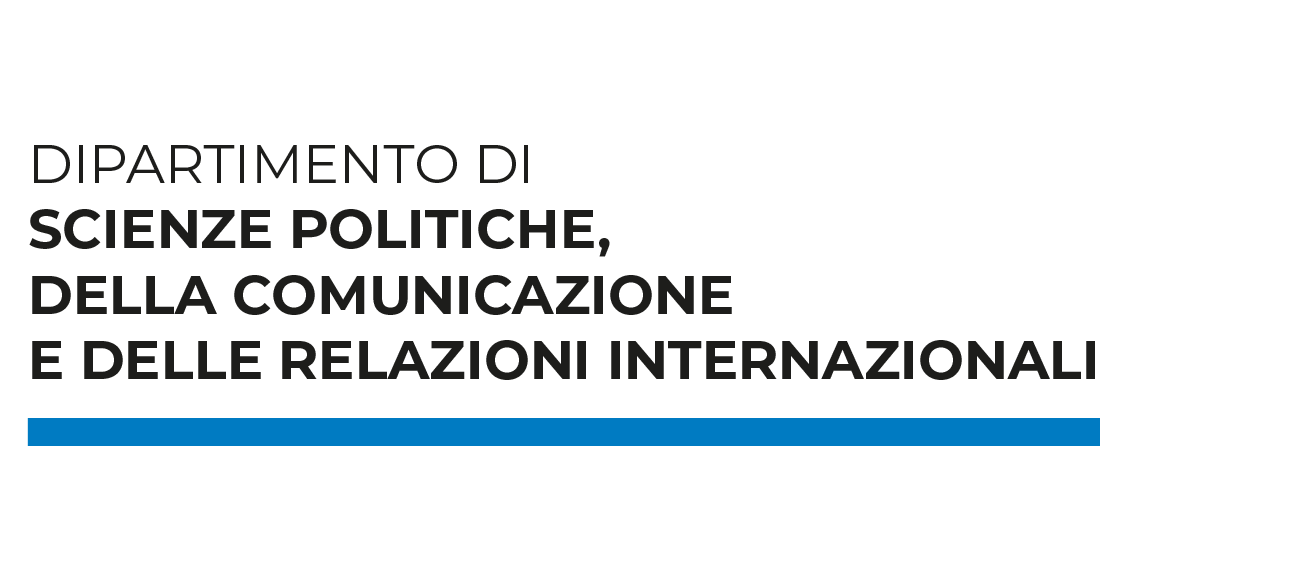 DIPARTIMENTO DI
SCIENZE POLITICHE,
DELLA COMUNICAZIONE
E DELLE RELAZIONI INTERNAZIONALI